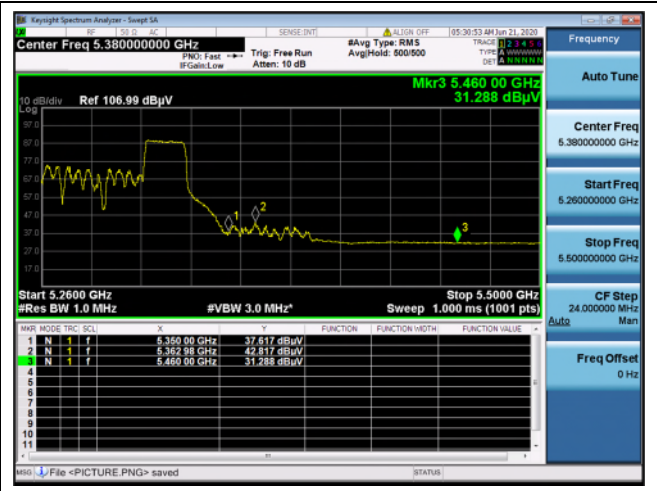 Keysight Spectrum Analyzer - Swept SA
RF 50 Ω AC SENSE:INT ALIGN OFF 05:30:53 AM Jun 21, 2020
Center Freq 5.380000000 GHz
PNO: Fast
IFGain:Low
Trig: Free Run
Atten: 10 dB
#Avg Type: RMS
Avg|Hold: 500/500
TRACE 1 2 3 4 5 6
TYPE A WWWWW
DET A N N N N N
Mkr3 5.460 00 GHz
31.288 dBµV
10 dB/div Ref 106.99 dBµV
Log
97.0
87.0
77.0
67.0
57.0
47.0
37.0
27.0
17.0
1
2
3
Start 5.2600 GHz Stop 5.5000 GHz
#Res BW 1.0 MHz #VBW 3.0 MHz* Sweep 1.000 ms (1001 pts)
MKR MODE TRC SCL X Y FUNCTION FUNCTION WIDTH FUNCTION VALUE
1 N 1 f 5.350 00 GHz 37.617 dBµV
2 N 1 f 5.362 98 GHz 42.817 dBµV
3 N 1 f 5.460 00 GHz 31.288 dBµV
4
5
6
7
8
9
10
11
MSG File <PICTURE.PNG> saved STATUS
Frequency
Auto Tune
Center Freq
5.380000000 GHz
Start Freq
5.260000000 GHz
Stop Freq
5.500000000 GHz
CF Step
24.000000 MHz
Auto Man
Freq Offset
0 Hz